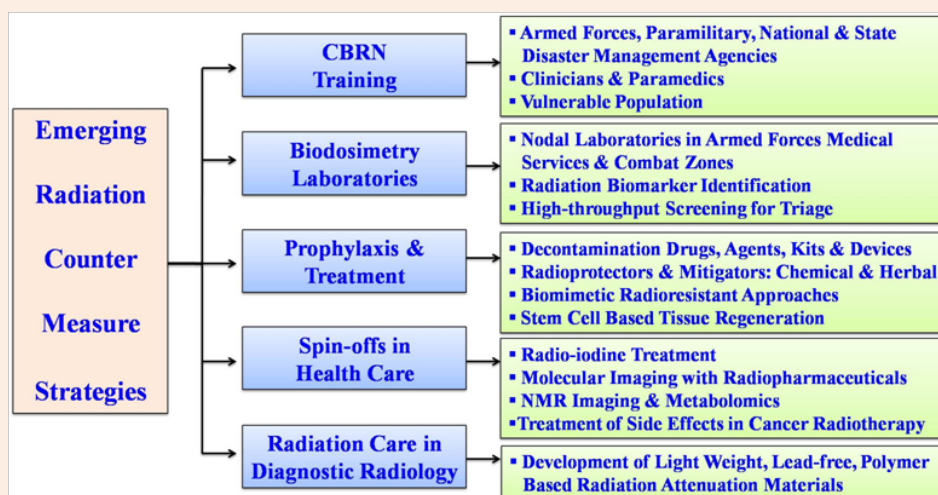 Emerging
Radiation
Counter
Measure
Strategies
CBRN
Training
▪ Armed Forces, Paramilitary, National & State
Disaster Management Agencies
▪ Clinicians & Paramedics
▪ Vulnerable Population
Biodosimetry
Laboratories
▪ Nodal Laboratories in Armed Forces Medical
Services & Combat Zones
▪ Radiation Biomarker Identification
▪ High-throughput Screening for Triage
Prophylaxis &
Treatment
▪ Decontamination Drugs, Agents, Kits & Devices
▪ Radioprotectors & Mitigators: Chemical & Herbal
▪ Biomimetic Radioresistant Approaches
▪ Stem Cell Based Tissue Regeneration
Spin-offs in
Health Care
▪ Radio-iodine Treatment
▪ Molecular Imaging with Radiopharmaceuticals
▪ NMR Imaging & Metabolomics
▪Treatment of Side Effects in Cancer Radiotherapy
Radiation Care in
Diagnostic Radiology
▪ Development of Light Weight, Lead-free, Polymer
Based Radiation Attenuation Materials